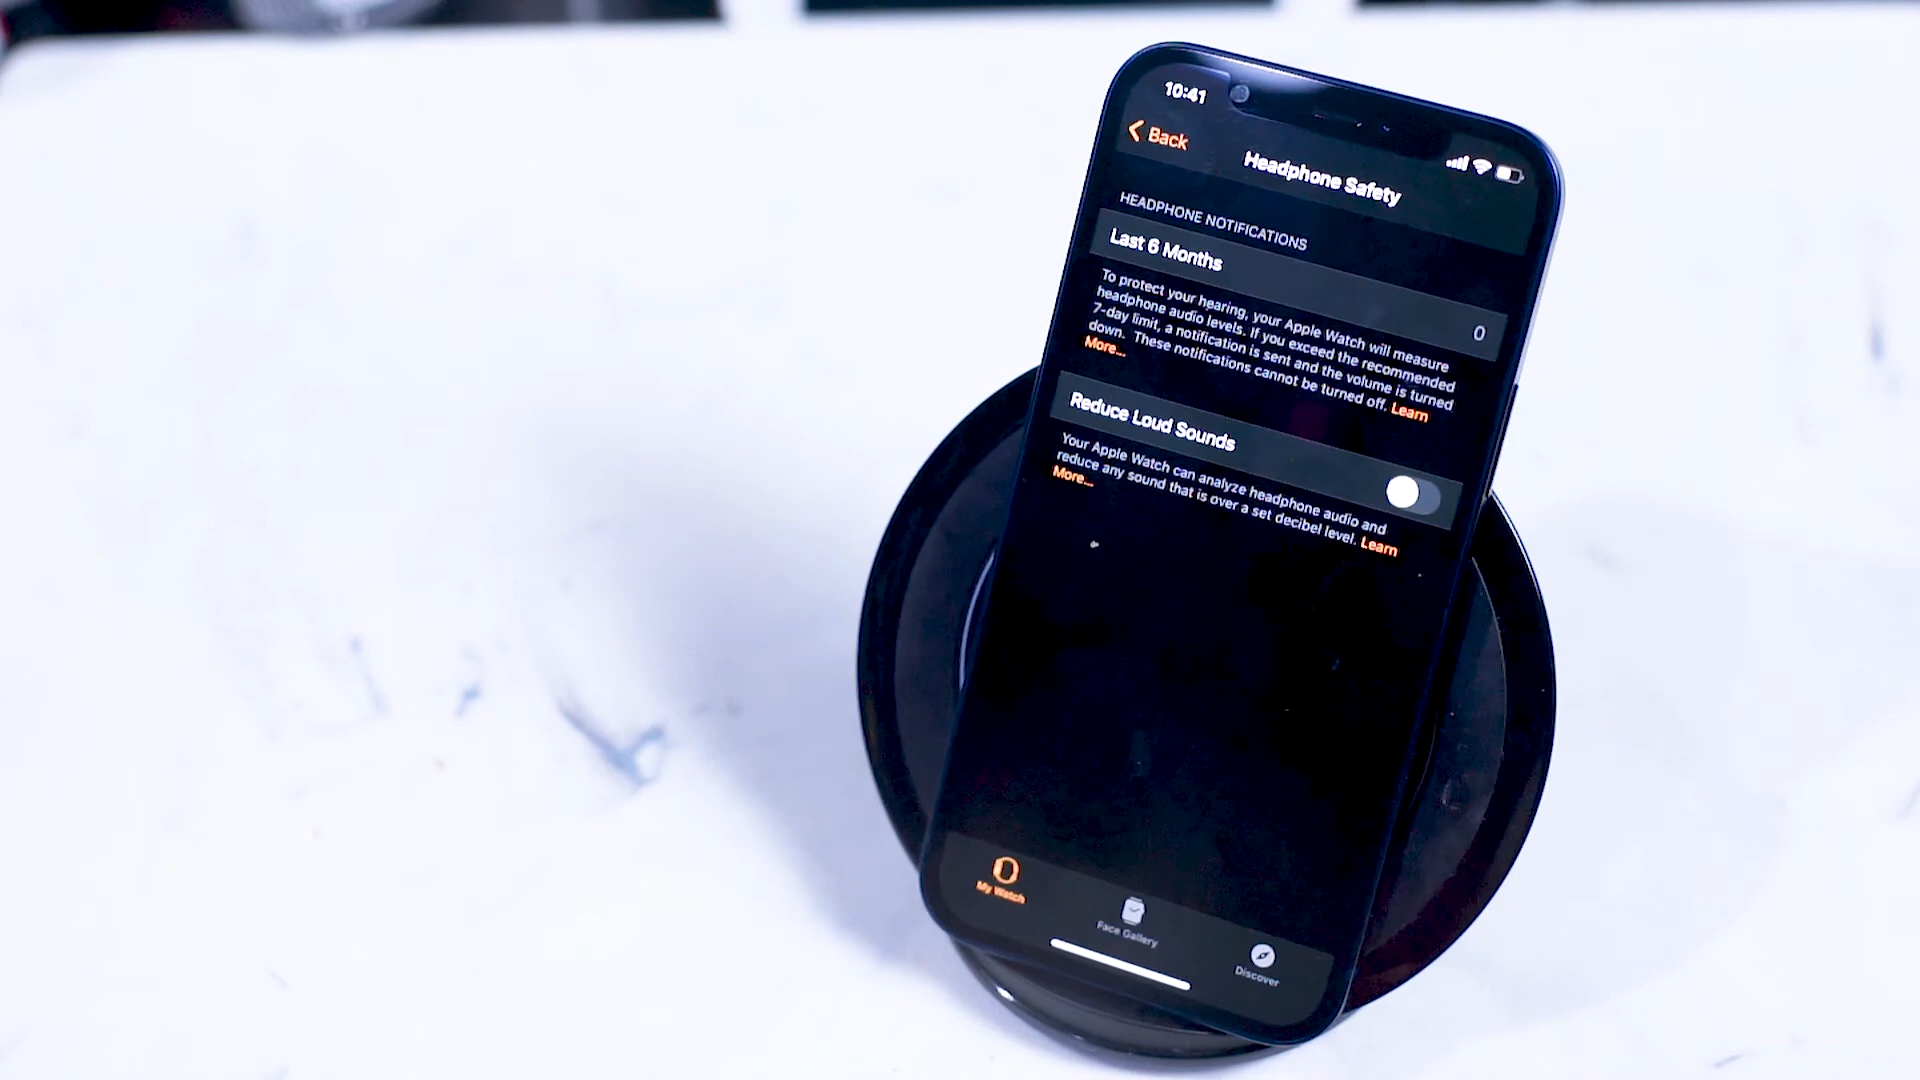 10:41
Back
Headphone Safety
HEADPHONE NOTIFICATIONS
Last 6 Months
0
To protect your hearing, your Apple Watch will measure
headphone audio levels. If you exceed the recommended
7-day limit, a notification is sent and the volume is turned
down. These notifications cannot be turned off. Learn
More...
Reduce Loud Sounds
Your Apple Watch can analyze headphone audio and
reduce any sound that is over a set decibel level. Learn
More...
My Watch
Face Gallery
Discover